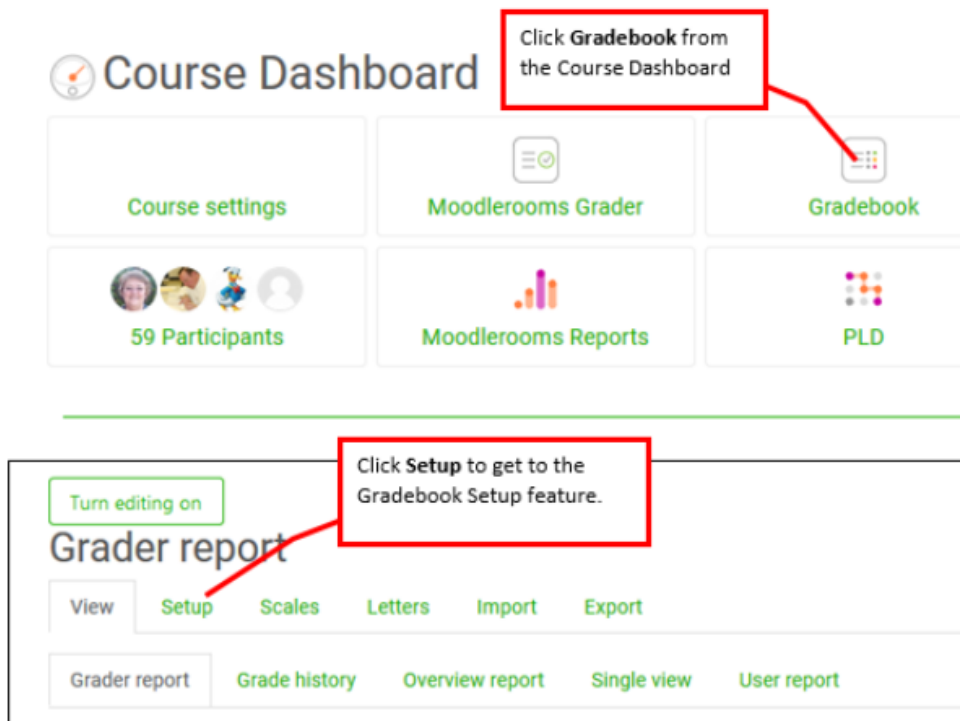 Click Gradebook from
the Course Dashboard
Course Dashboard
Course settings
Moodlerooms Grader
Gradebook
59 Participants
Moodlerooms Reports
PLD
Click Setup to get to the
Gradebook Setup feature.
Turn editing on
Grader report
View Setup Scales Letters Import Export
Grader report Grade history Overview report Single view User report